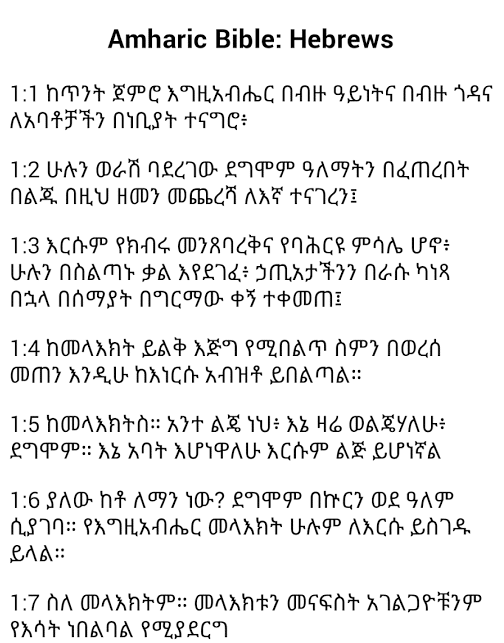 Amharic Bible: Hebrews
1:1 ከጥንት ጀምሮ እግዚአብሔር በብዙ ዓይነትና በብዙ ጎዳና
ለአባቶቻችን በነቢያት ተናግሮ፥
1:2 ሁሉን ወራሽ ባደረገው ደግሞም ዓለማትን በፈጠረበት
በልጁ በዚህ ዘመን መጨረሻ ለእኛ ተናገረን፤
1:3 እርሱም የክብሩ መንጸባረቅና የባሕርዩ ምሳሌ ሆኖ፥
ሁሉን በስልጣኑ ቃል እየደገፈ፥ ኃጢአታችንን በራሱ ካነጻ
በኋላ በሰማያት በግርማው ቀኝ ተቀመጠ፤
1:4 ከመላእክት ይልቅ እጅግ የሚበልጥ ስምን በወረሰ
መጠን እንዲሁ ከእነርሱ አብዝቶ ይበልጣል።
1:5 ከመላእክትስ። አንተ ልጄ ነህ፥ እኔ ዛሬ ወልጄሃለሁ፥
ደግሞም። እኔ አባት እሆነዋለሁ እርሱም ልጅ ይሆነኛል
1:6 ያለው ከቶ ለማን ነው? ደግሞም በኵርን ወደ ዓለም
ሲያገባ። የእግዚአብሔር መላእክት ሁሉም ለእርሱ ይስገዱ
ይላል።
1:7 ስለ መላእክትም። መላእክቱን መናፍስት አገልጋዮቹንም
የእሳት ነበልባል የሚያደርግ